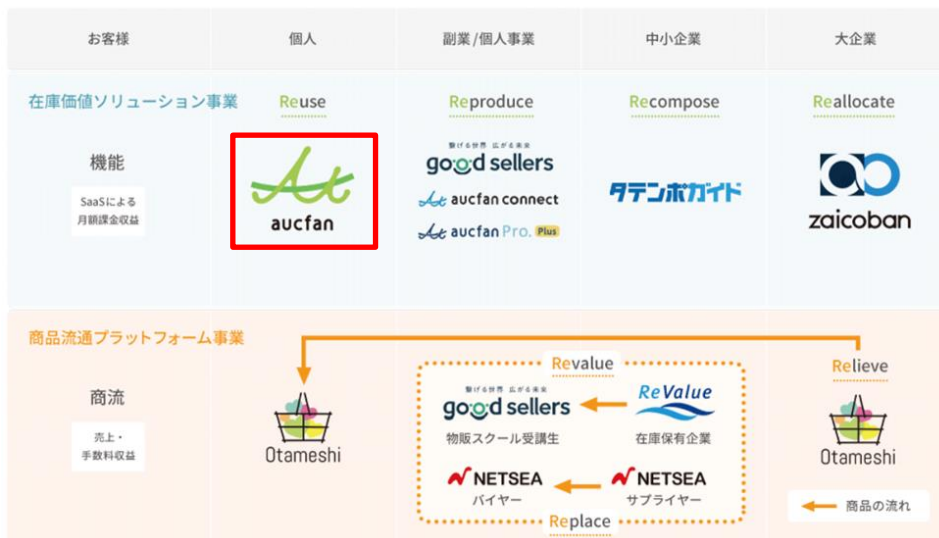 お客様
個人
副業/個人事業
中小企業
大企業
在庫価値ソリューション事業
Reuse
Reproduce
Recompose
Reallocate
機能
SaaSによる
月額課金収益
aucfan
繋げる世界 広がる未来
good sellers
aucfan connect
aucfan Pro. Plus
タテンポガイド
zaicoban
商品流通プラットフォーム事業
Revalue
Relieve
商流
売上・
手数料収益
Otameshi
繋げる世界 広がる未来
good sellers
物販スクール受講生
ReValue
在庫保有企業
NETSEA
バイヤー
NETSEA
サプライヤー
Replace
Otameshi
商品の流れ